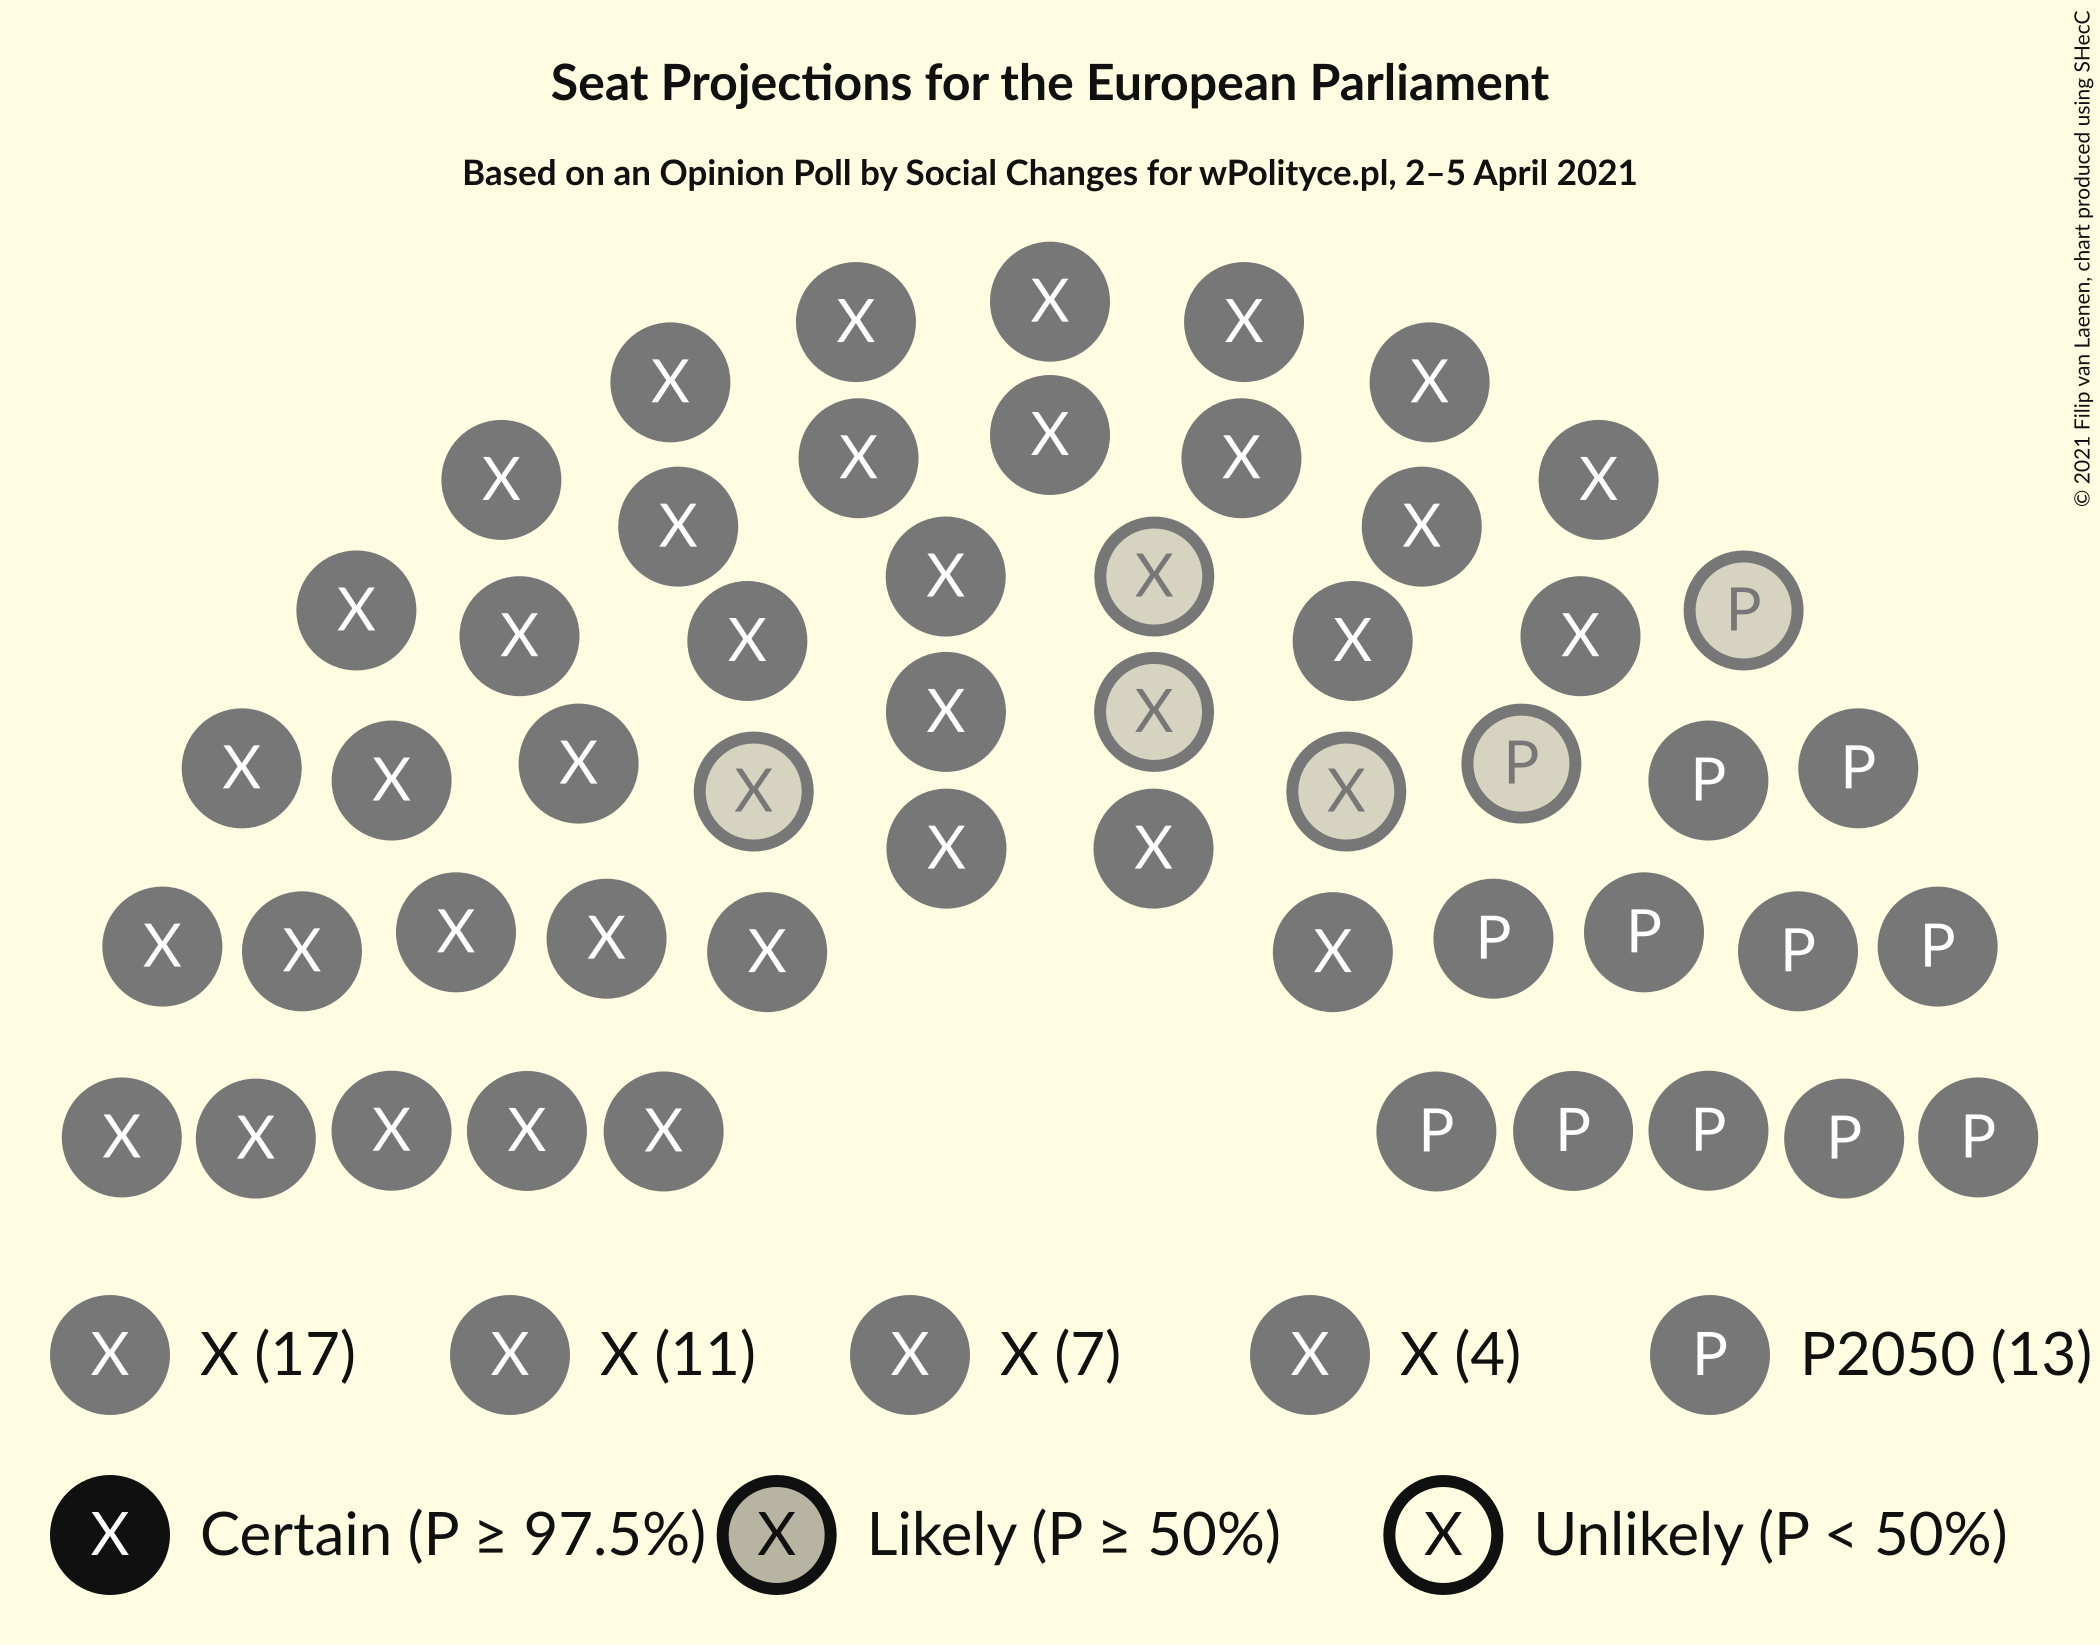 Seat Projections for the European Parliament
Based on an Opinion Poll by Social Changes for wPolityce.pl, 2–5 April 2021
© 2021 Filip van Laenen, chart produced using SHecC
X
X X
X X
X X
X
X X
X X
X X
X X P
X X X X
X X
X X
X X X X P P P
X X
X X X X X X P P P P
X X X X X P P P P P
X X (17) X X (11) X X (7) X X (4) P P2050 (13)
X Certain (P ≥ 97.5%) X Likely (P ≥ 50%) X Unlikely (P < 50%)